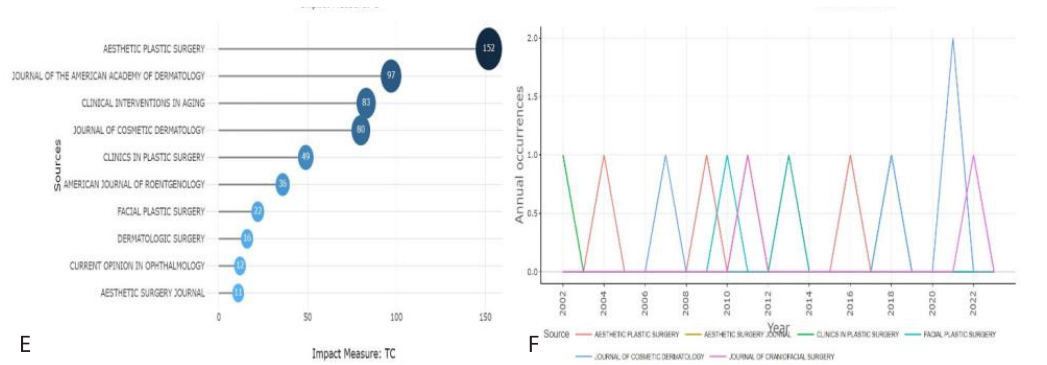 AESTHETIC PLASTIC SURGERY 152
JOURNAL OF THE AMERICAN ACADEMY OF DERMATOLOGY 97
CLINICAL INTERVENTIONS IN AGING 83
JOURNAL OF COSMETIC DERMATOLOGY 80
CLINICS IN PLASTIC SURGERY 49
AMERICAN JOURNAL OF ROENTGENOLOGY 36
FACIAL PLASTIC SURGERY 22
DERMATOLOGIC SURGERY 16
CURRENT OPINION IN OPHTHALMOLOGY 12
AESTHETIC SURGERY JOURNAL 11
Sources
0 50 100 150
Impact Measure: TC
E
2.0
1.5
1.0
0.5
0.0
Annual occurrences
2002 2004 2006 2008 2010 2012 2014 2016 2018 2020 2022
Year
F
Source AESTHETIC PLASTIC SURGERY AESTHETIC SURGERY JOURNAL CLINICS IN PLASTIC SURGERY FACIAL PLASTIC SURGERY
JOURNAL OF COSMETIC DERMATOLOGY JOURNAL OF CRANIOFACIAL SURGERY